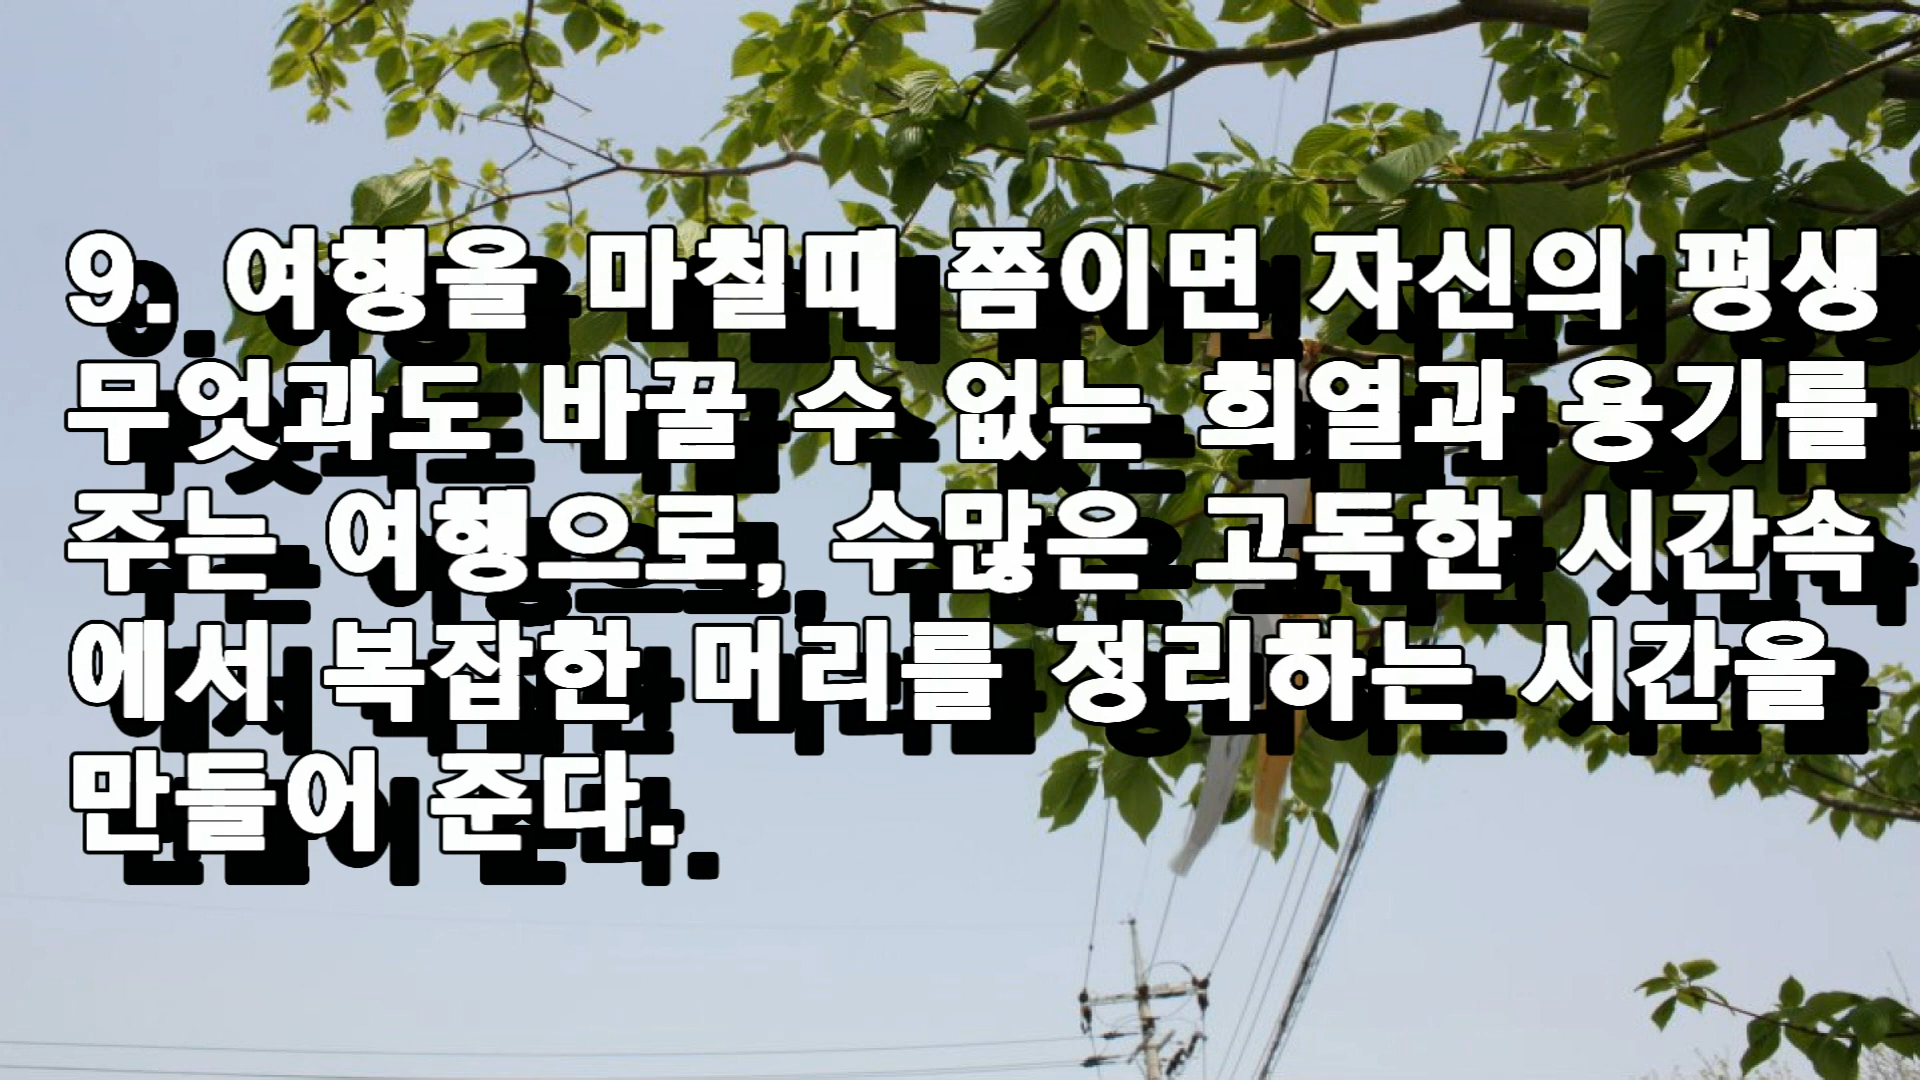 9. 여행을 마칠때 쯤이면 자신의 평생
무엇과도 바꿀 수 없는 희열과 용기를
주는 여행으로, 수많은 고독한 시간속
에서 복잡한 머리를 정리하는 시간을
만들어 준다.